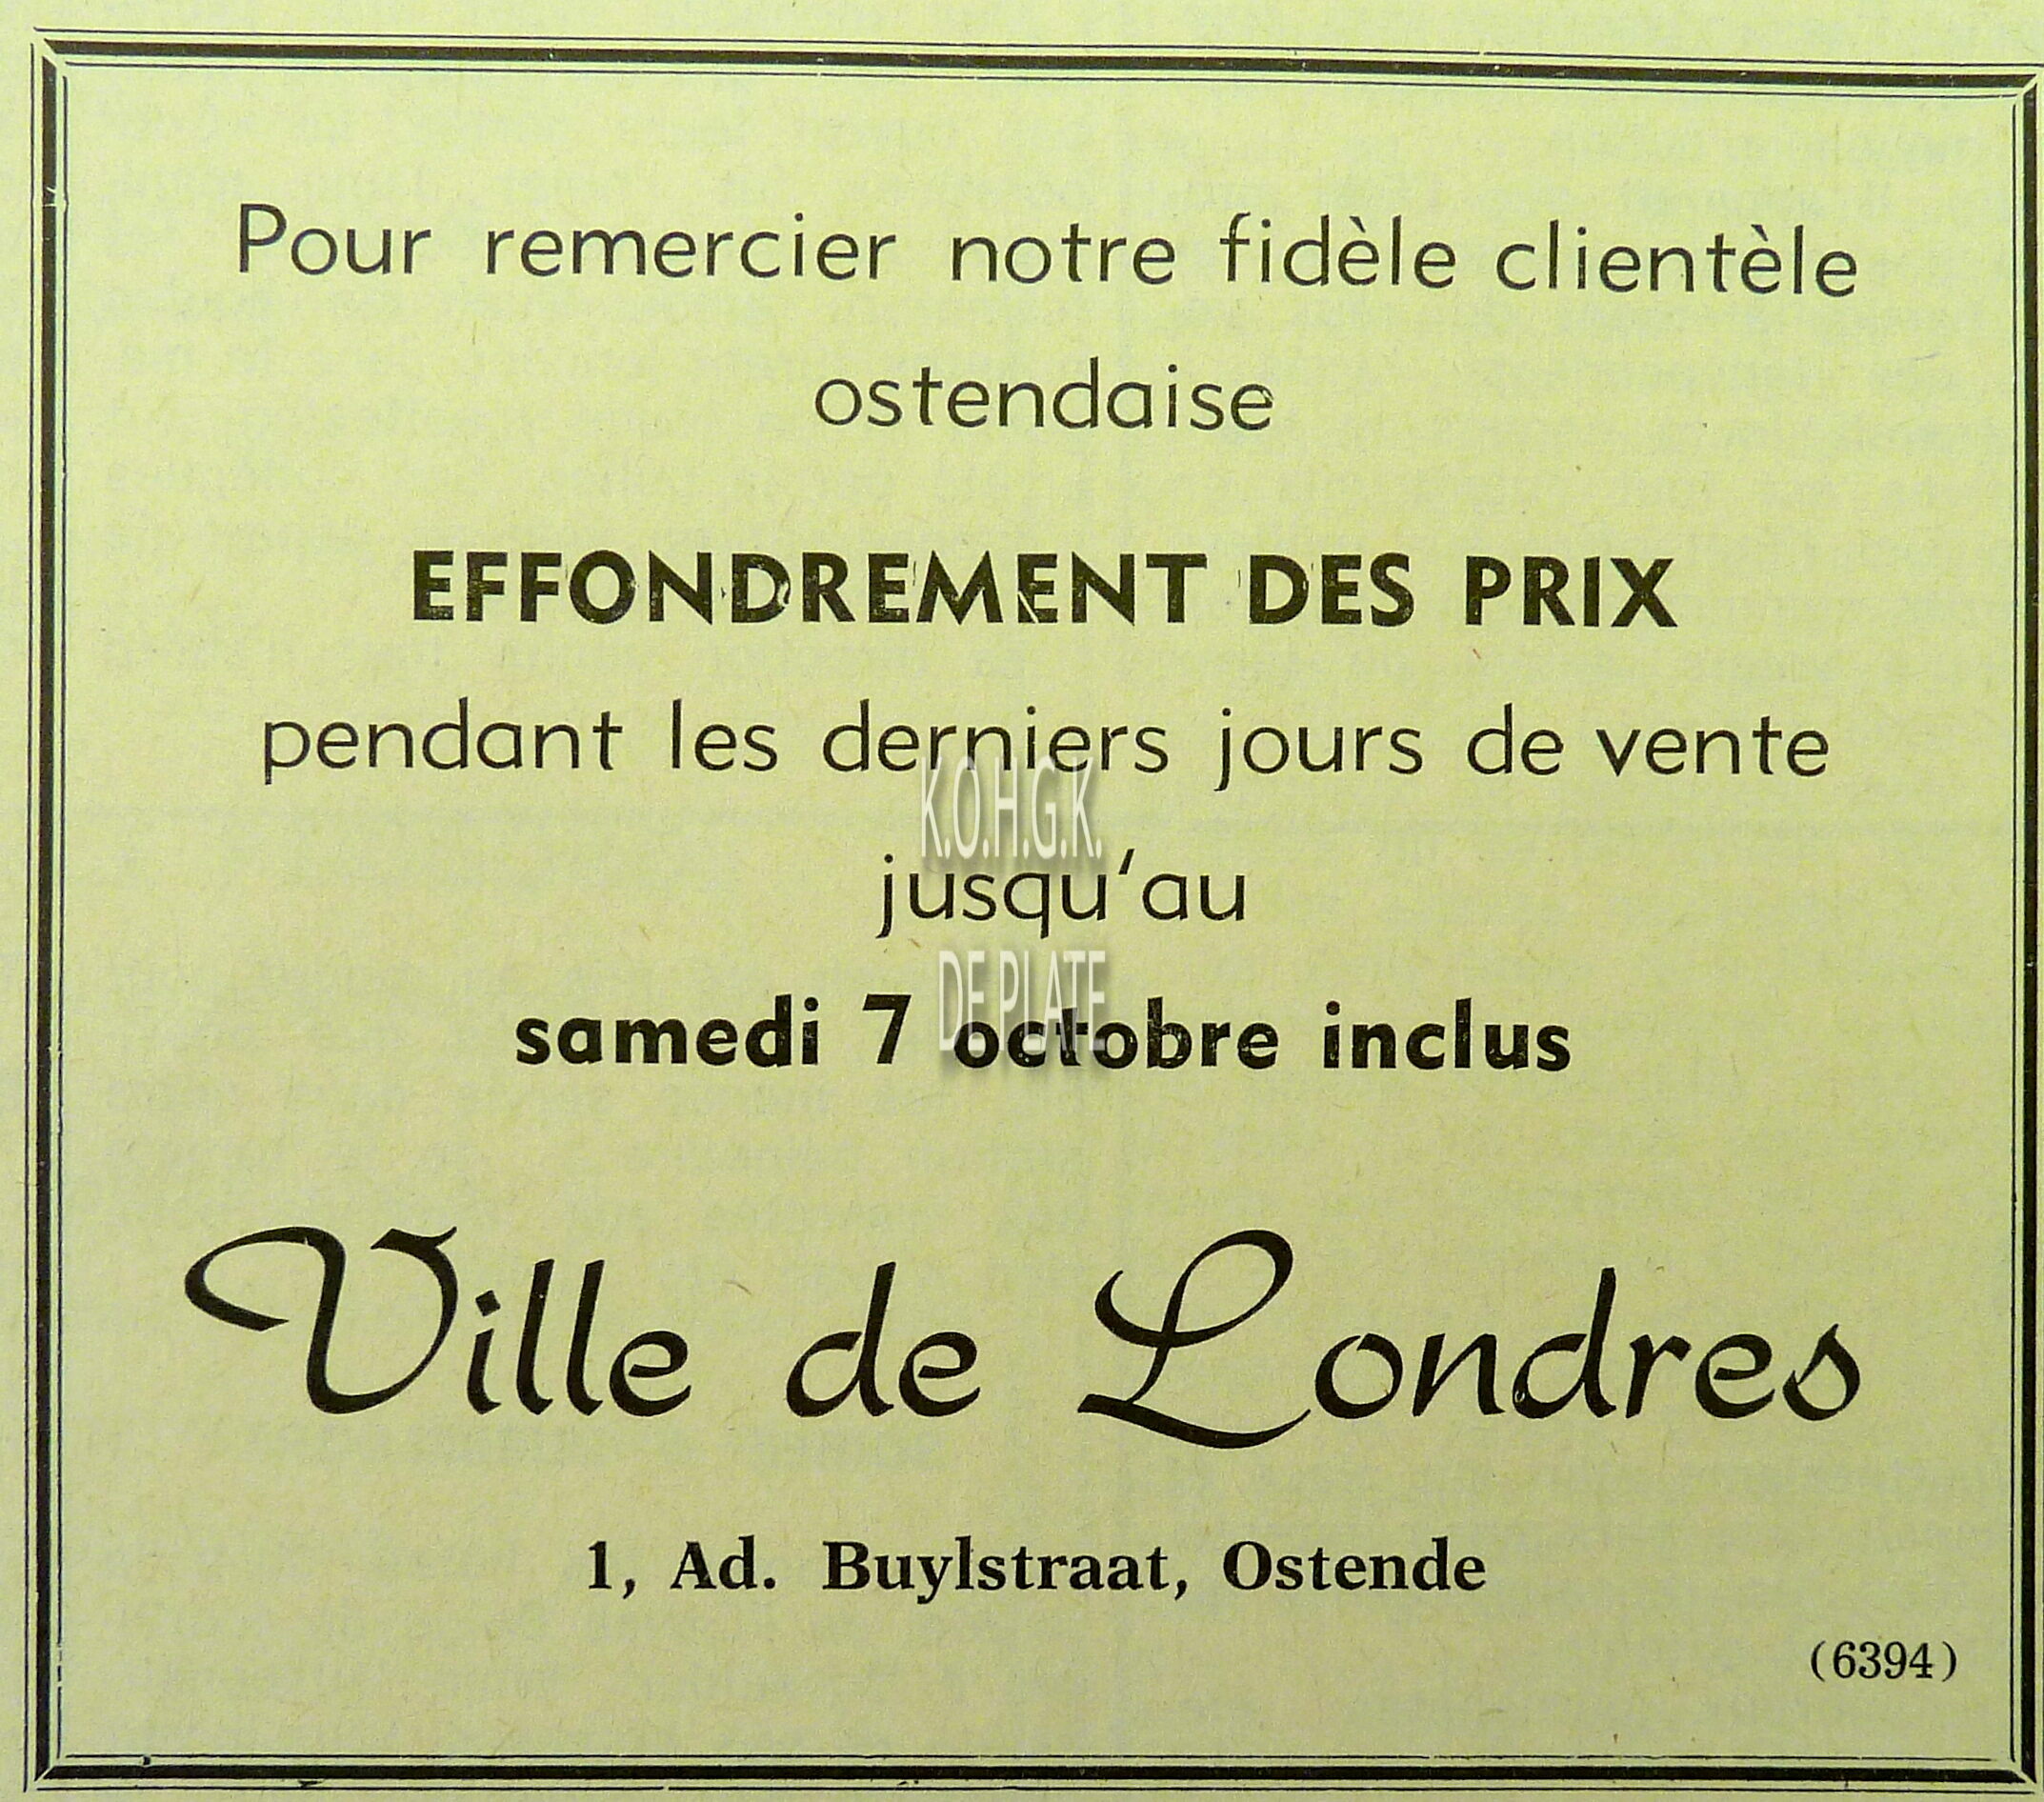 Pour remercier notre fidèle clientèle
ostendaise
EFFONDREMENT DES PRIX
pendant les derniers jours de vente
K.O.H.G.K.
jusqu'au
DE PLATE
samedi 7 octobre inclus
Ville de Londres
1, Ad. Buylstraat, Ostende
(6394)